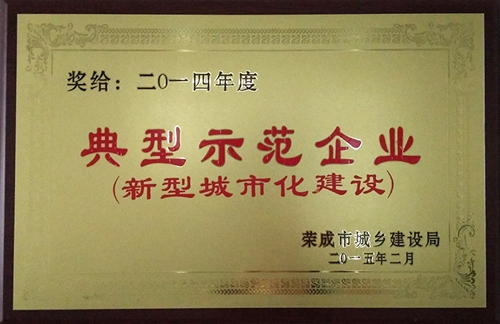 奖给：二0一四年度
典型示范企业
（新型城市化建设）
荣成市城乡建设局
二0一五年二月